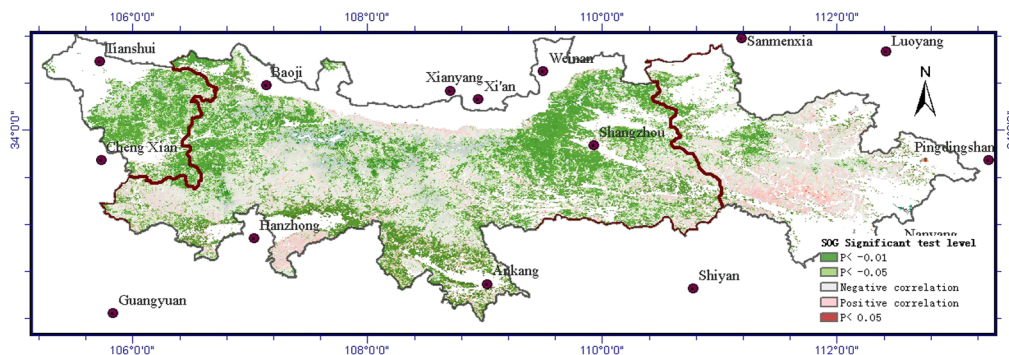 106°0'0" 108°0'0" 110°0'0" 112°0'0"
Tianshui
Sanmenxia
Luoyang
Weinan
Baoji
Xianyang
Xi'an
N
34°0'0"
Shangzhou
Cheng Xian
Pingdingshan
Hanzhong
Nanyang
SOG Significant test level
P< -0.01
P< -0.05
Ankang
Shiyan
Negative correlation
Guangyuan
Positive correlation
P< 0.05
106°0'0" 108°0'0" 110°0'0" 112°0'0"